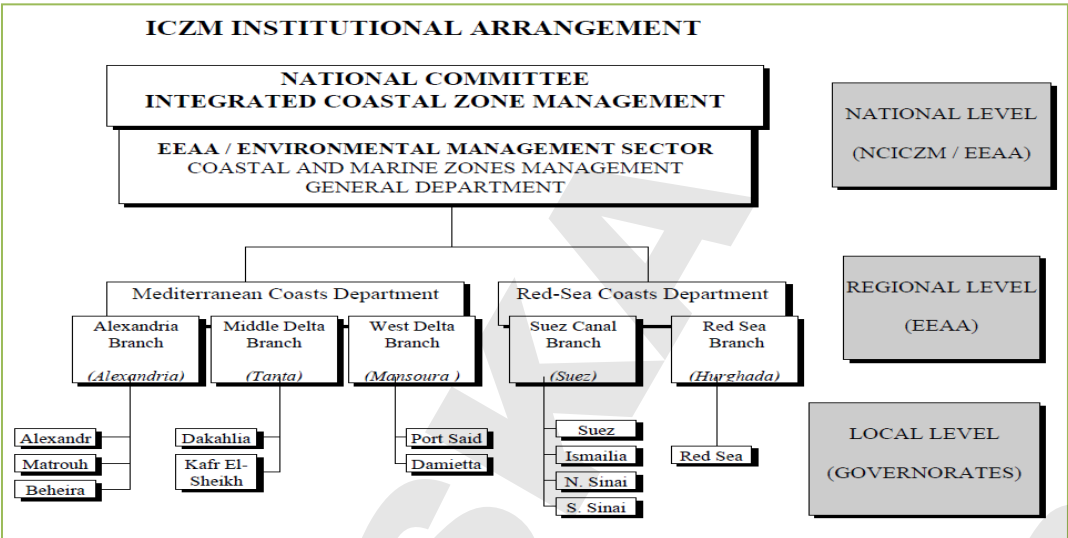 ICZM INSTITUTIONAL ARRANGEMENT
NATIONAL COMMITTEE
INTEGRATED COASTAL ZONE MANAGEMENT
EEAA / ENVIRONMENTAL MANAGEMENT SECTOR
COASTAL AND MARINE ZONES MANAGEMENT
GENERAL DEPARTMENT
NATIONAL LEVEL
(NCICZM / EEAA)
Mediterranean Coasts Department
Red-Sea Coasts Department
Alexandria
Branch
(Alexandria)
Middle Delta
Branch
(Tanta)
West Delta
Branch
(Mansoura )
Suez Canal
Branch
(Suez)
Red Sea
Branch
(Hurghada)
REGIONAL LEVEL
(EEAA)
Alexandr
Matrouh
Beheira
Dakahlia
Kafr El-
Sheikh
Port Said
Damietta
Suez
Ismailia
N. Sinai
S. Sinai
Red Sea
LOCAL LEVEL
(GOVERNORATES)